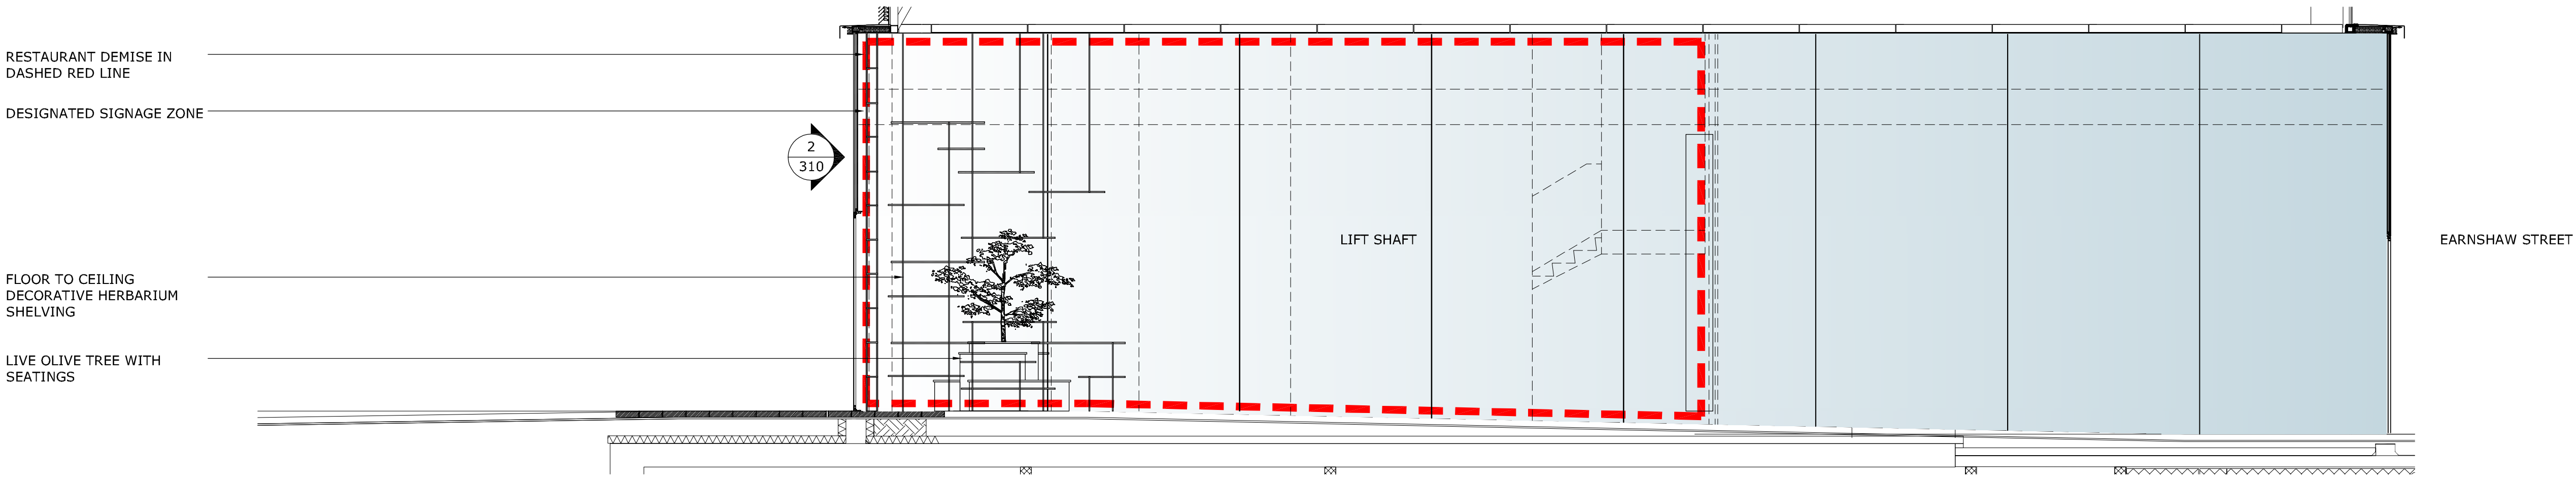 RESTAURANT DEMISE IN
DASHED RED LINE
DESIGNATED SIGNAGE ZONE
2
310
LIFT SHAFT
EARNSHAW STREET
FLOOR TO CEILING
DECORATIVE HERBARIUM
SHELVING
LIVE OLIVE TREE WITH
SEATINGS